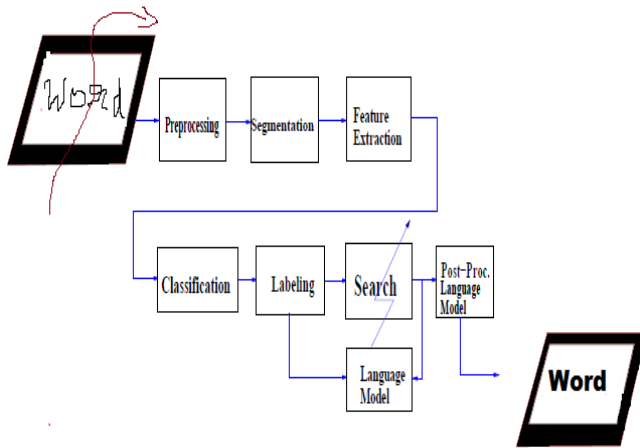 Word
Preprocessing
Segmentation
Feature
Extraction
Classification
Labeling
Search
Post-Proc.
Language
Model
Language
Model
Word